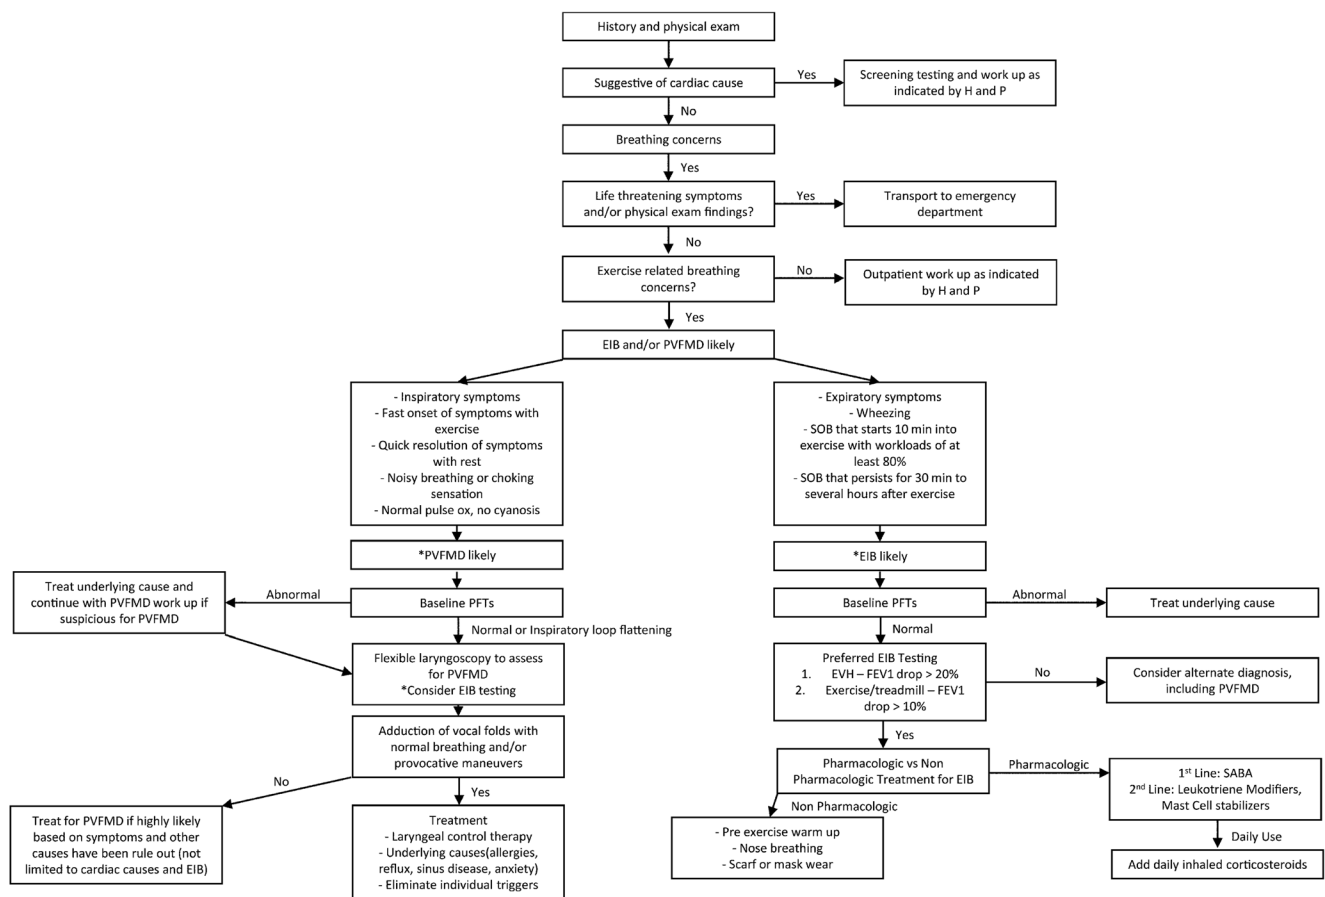 History and physical exam
Suggestive of cardiac cause
Yes
Screening testing and work up as
indicated by H and P
No
Breathing concerns
Yes
Life threatening symptoms
and/or physical exam findings?
Yes
Transport to emergency
department
No
Exercise related breathing
concerns?
No
Outpatient work up as indicated
by H and P
Yes
EIB and/or PVFMD likely
- Inspiratory symptoms
- Fast onset of symptoms with
exercise
- Quick resolution of symptoms
with rest
- Noisy breathing or choking
sensation
- Normal pulse ox, no cyanosis
- Expiratory symptoms
- Wheezing
- SOB that starts 10 min into
exercise with workloads of at
least 80%
- SOB that persists for 30 min to
several hours after exercise
*PVFMD likely
*EIB likely
Treat underlying cause and
continue with PVFMD work up if
suspicious for PVFMD
Abnormal
Baseline PFTs
Baseline PFTs
Abnormal
Treat underlying cause
Normal or Inspiratory loop flattening
Normal
Flexible laryngoscopy to assess
for PVFMD
*Consider EIB testing
Preferred EIB Testing
1. EVH – FEV1 drop > 20%
2. Exercise/treadmill – FEV1
drop > 10%
No
Consider alternate diagnosis,
including PVFMD
Adduction of vocal folds with
normal breathing and/or
provocative maneuvers
Yes
Pharmacologic vs Non
Pharmacologic Treatment for EIB
Pharmacologic
1st Line: SABA
2nd Line: Leukotriene Modifiers,
Mast Cell stabilizers
No
Yes
Non Pharmacologic
Daily Use
Treat for PVFMD if highly likely
based on symptoms and other
causes have been rule out (not
limited to cardiac causes and EIB)
Treatment
- Laryngeal control therapy
- Underlying causes(allergies,
reflux, sinus disease, anxiety)
- Eliminate individual triggers
- Pre exercise warm up
- Nose breathing
- Scarf or mask wear
Add daily inhaled corticosteroids